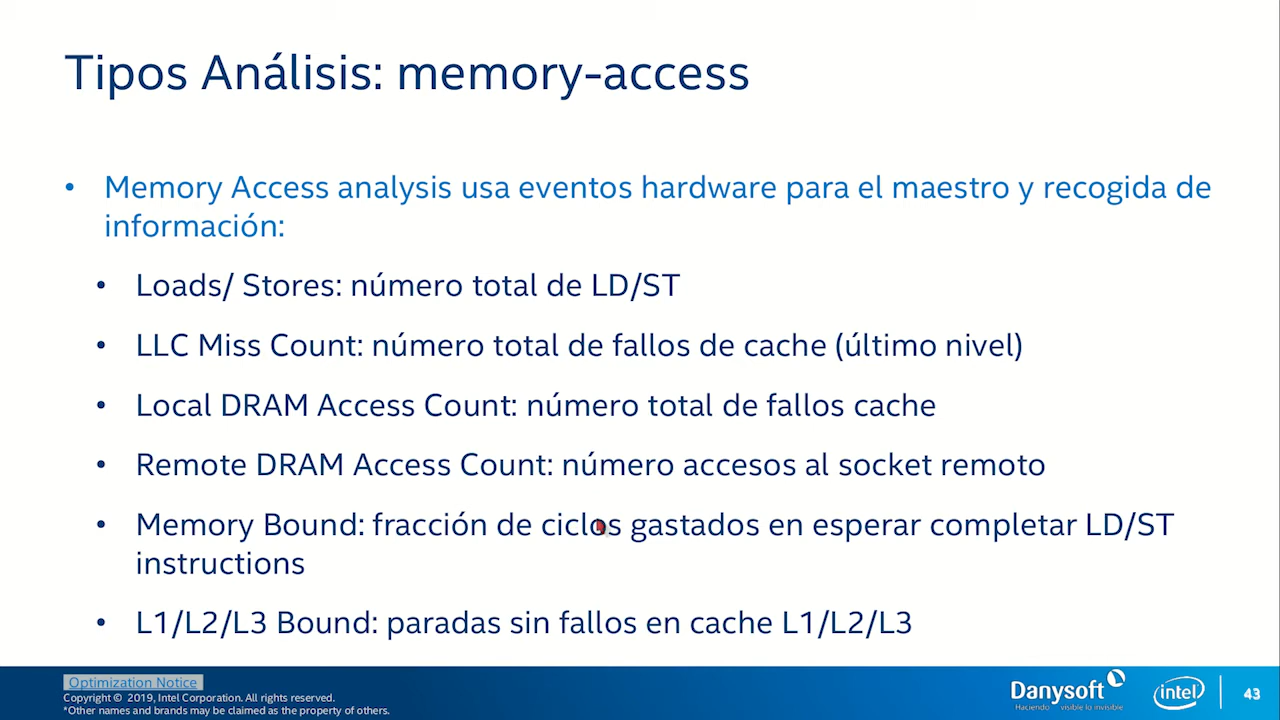 Tipos Análisis: memory-access
• Memory Access analysis usa eventos hardware para el maestro y recogida de
información:
• Loads/ Stores: número total de LD/ST
• LLC Miss Count: número total de fallos de cache (último nivel)
• Local DRAM Access Count: número total de fallos cache
• Remote DRAM Access Count: número accesos al socket remoto
• Memory Bound: fracción de ciclos gastados en esperar completar LD/ST
instructions
• L1/L2/L3 Bound: paradas sin fallos en cache L1/L2/L3
Optimization Notice
Copyright © 2019, Intel Corporation. All rights reserved.
*Other names and brands may be claimed as the property of others.
Danysoft
Haciendo visible lo invisible
intel
43